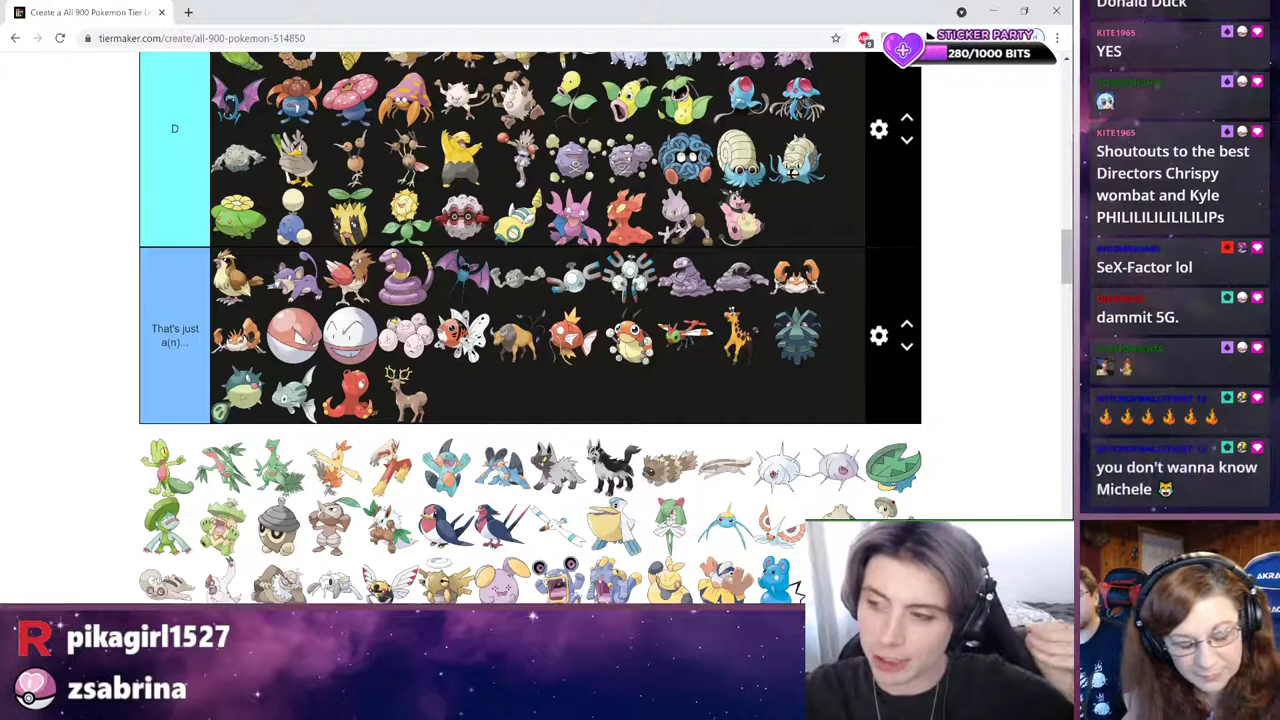 Create a All 900 Pokemon Tier Li
tiermaker.com/create/all-900-pokemon-514850
STICKER PARTY
280/1000 BITS
D
That's just
a(n)...
pikagirl1527
zsabrina
Donald Duck
KITE1965
YES
KITE1965
Shoutouts to the best
Directors Chrispy
wombat and Kyle
PHILILILILILILIPs
SeX-Factor lol
dammit 5G.
you don't wanna know
Michele
AKRA